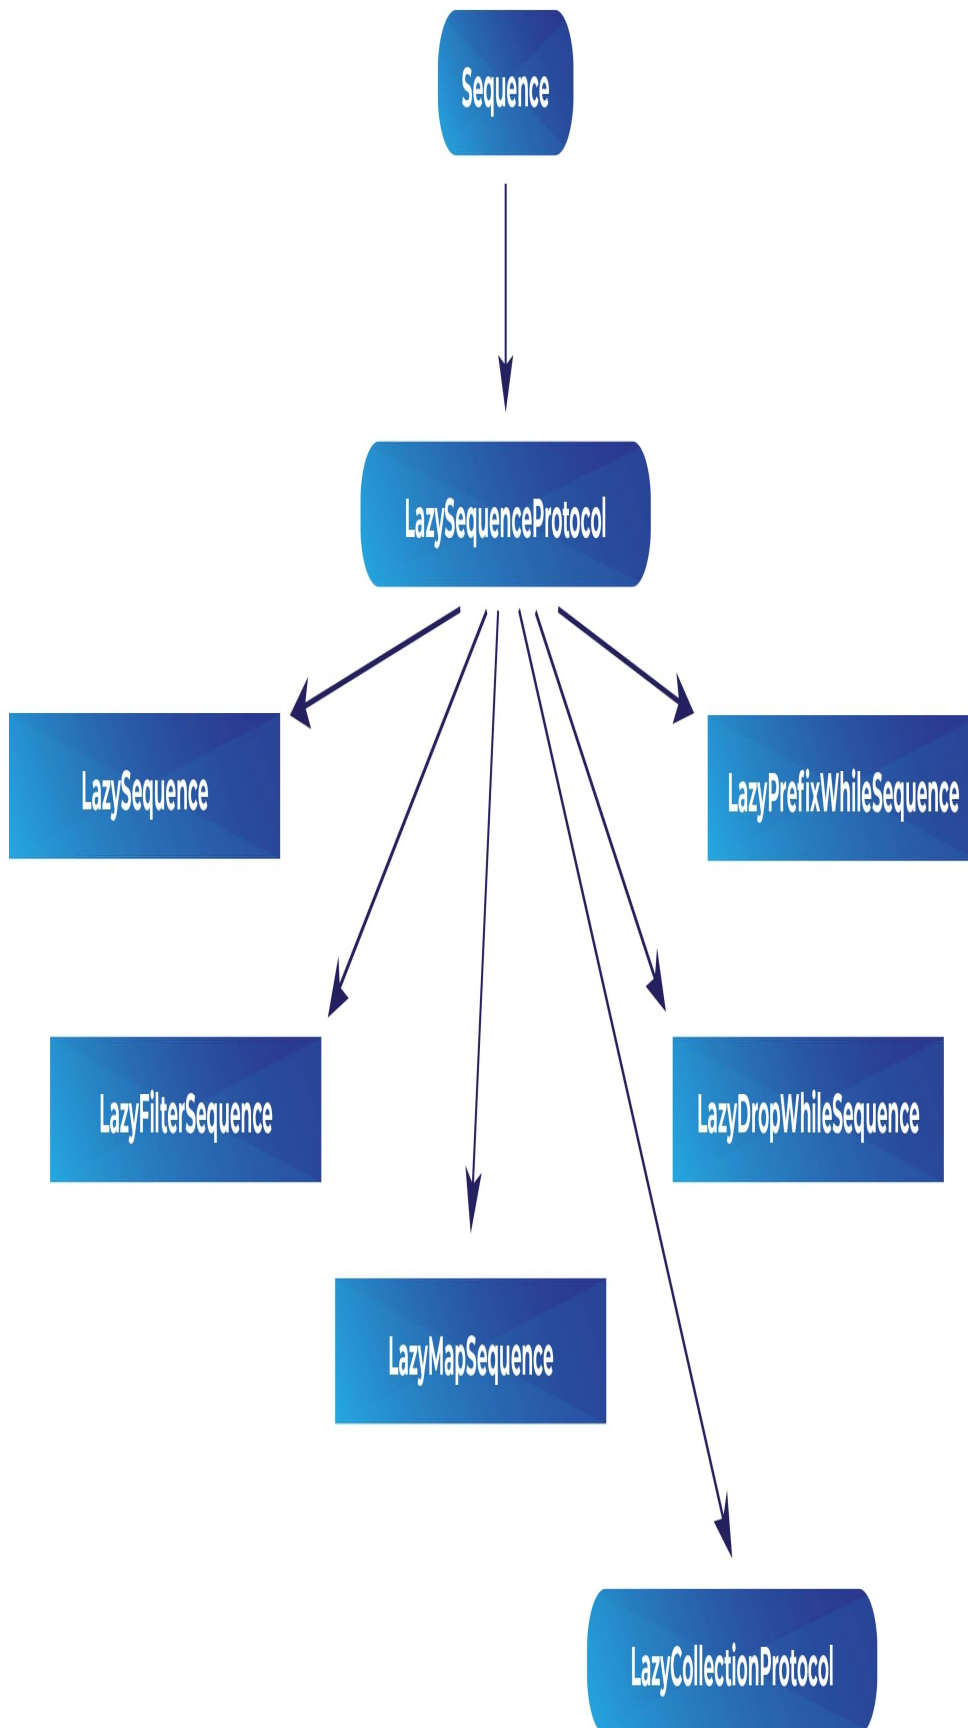 Sequence
LazySequenceProtocol
LazySequence
LazyPrefixWhileSequence
LazyFilterSequence
LazyDropWhileSequence
LazyMapSequence
LazyCollectionProtocol